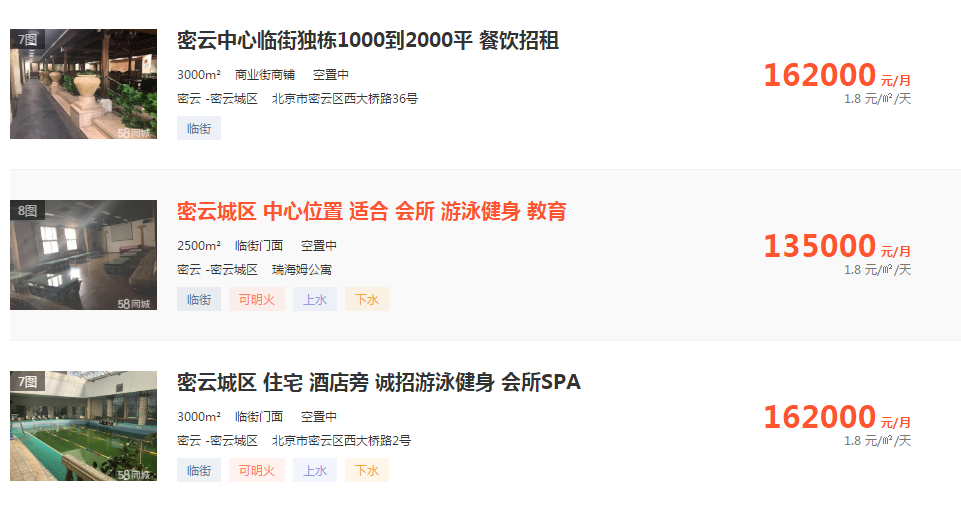 7图
密云中心临街独栋1000到2000平 餐饮招租
3000m² 商业街商铺 空置中
162000 元/月
密云 -密云城区 北京市密云区西大桥路36号
1.8 元/㎡/天
临街
58同城
8图
密云城区 中心位置 适合 会所 游泳健身 教育
2500m² 临街门面 空置中
135000 元/月
密云 -密云城区 瑞海姆公寓
1.8 元/㎡/天
临街 可明火 上水 下水
58同城
7图
密云城区 住宅 酒店旁 诚招游泳健身 会所SPA
3000m² 临街门面 空置中
162000 元/月
密云 -密云城区 北京市密云区西大桥路2号
1.8 元/㎡/天
临街 可明火 上水 下水
58同城